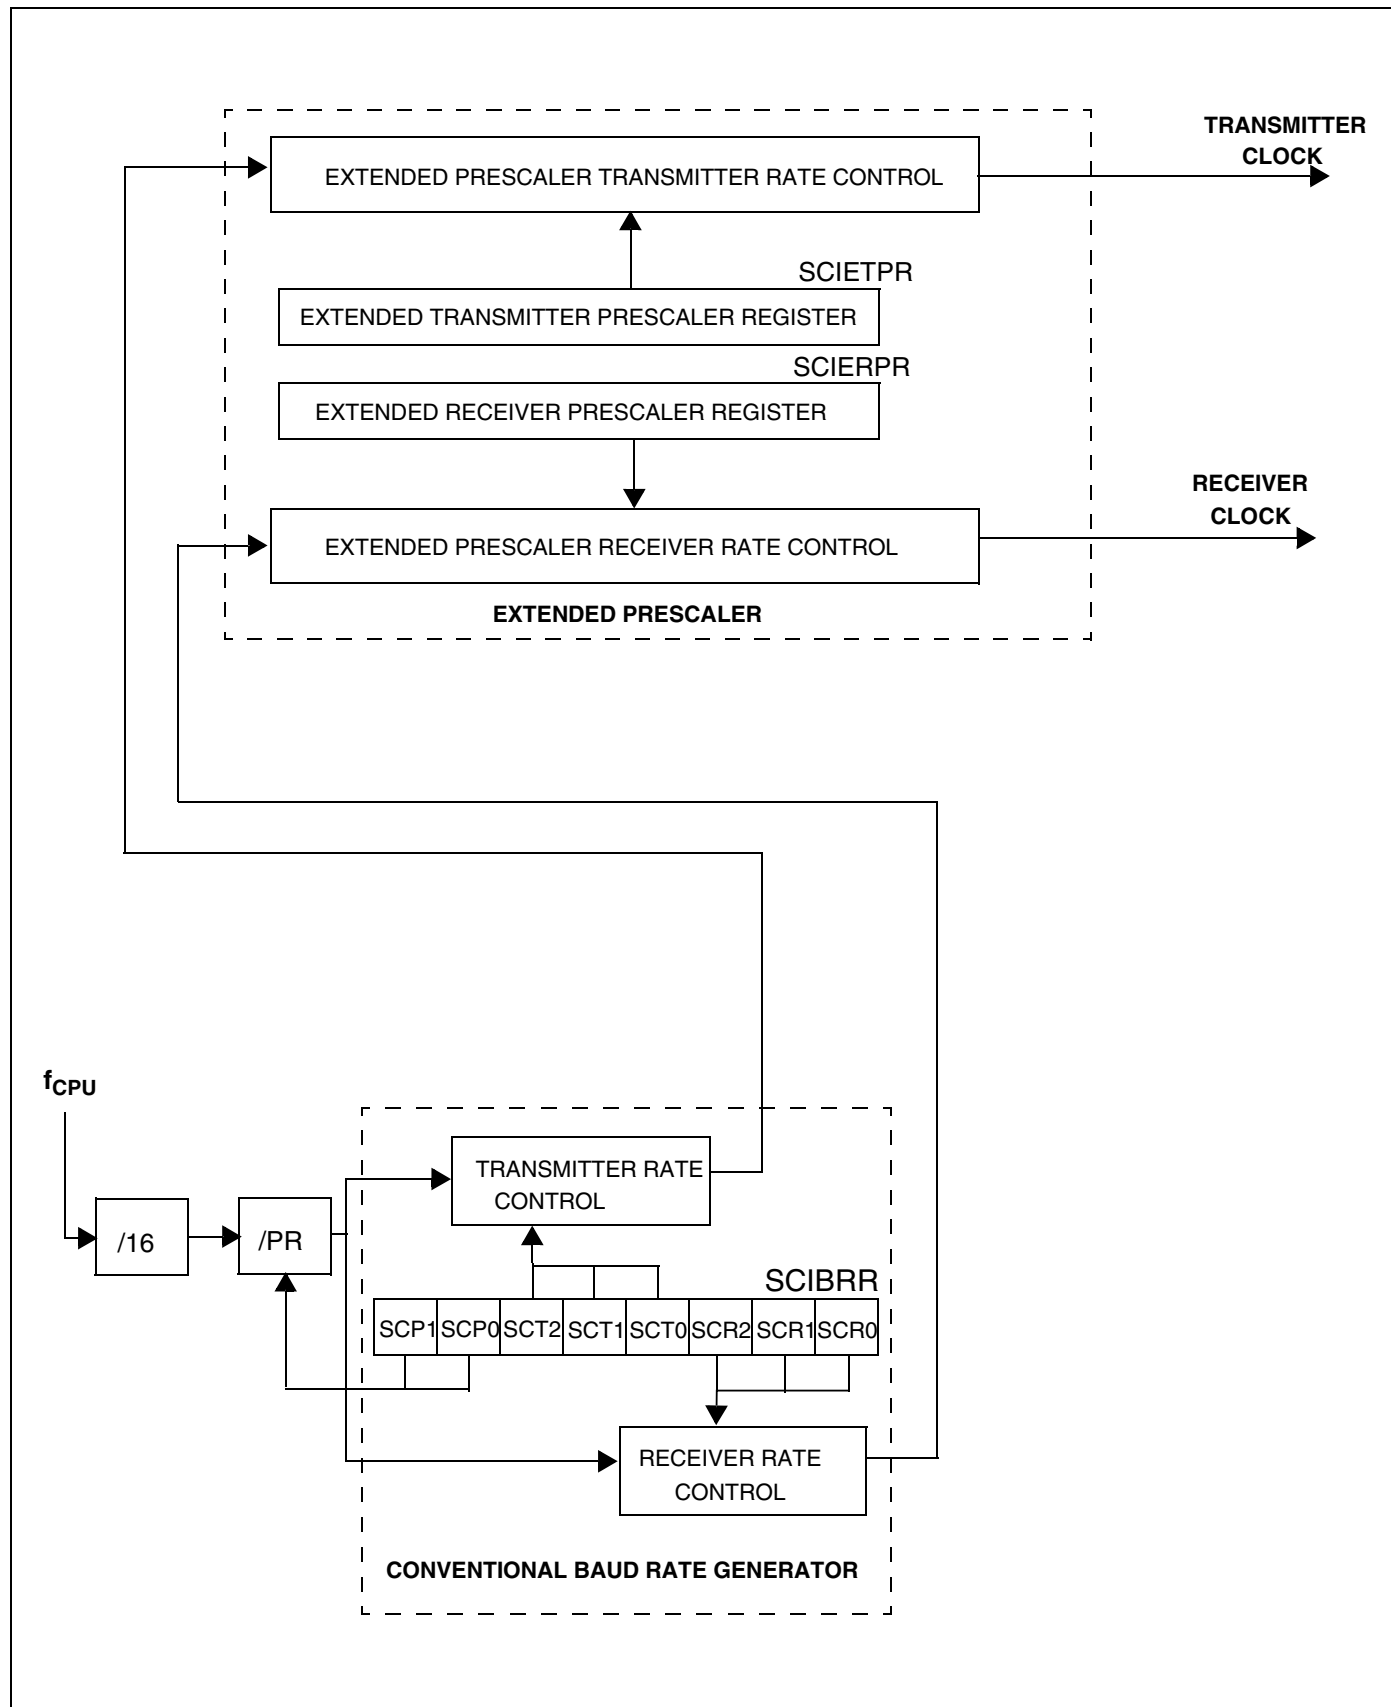 TRANSMITTER
CLOCK
EXTENDED PRESCALER TRANSMITTER RATE CONTROL
SCIETPR
EXTENDED TRANSMITTER PRESCALER REGISTER
SCIERPR
EXTENDED RECEIVER PRESCALER REGISTER
RECEIVER
CLOCK
EXTENDED PRESCALER RECEIVER RATE CONTROL
EXTENDED PRESCALER
fCPU
TRANSMITTER RATE
CONTROL
/16
/PR
SCIBRR
SCP1 SCP0 SCT2 SCT1 SCT0 SCR2 SCR1 SCR0
RECEIVER RATE
CONTROL
CONVENTIONAL BAUD RATE GENERATOR